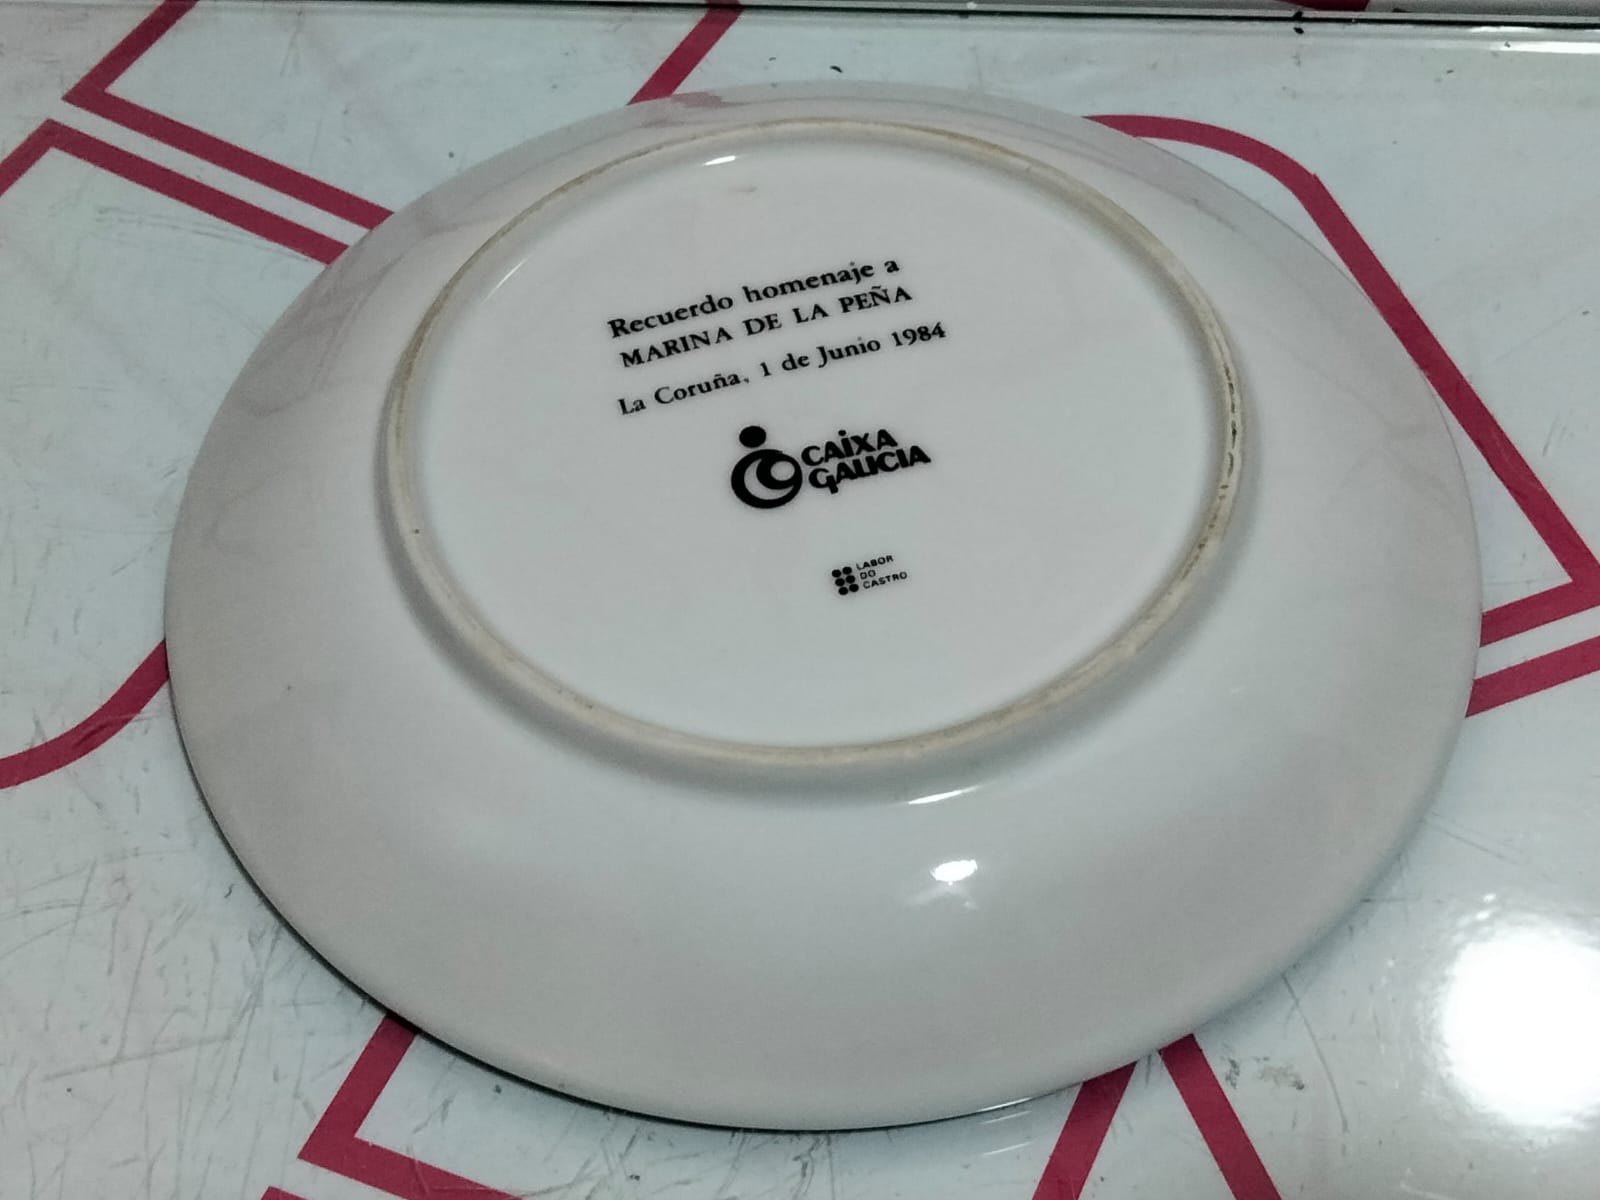 Recuerdo homenaje a
MARINA DE LA PEÑA
La Coruña, 1 de Junio 1984
CAIXA
GALICIA
LABOR
DO
CASTRO